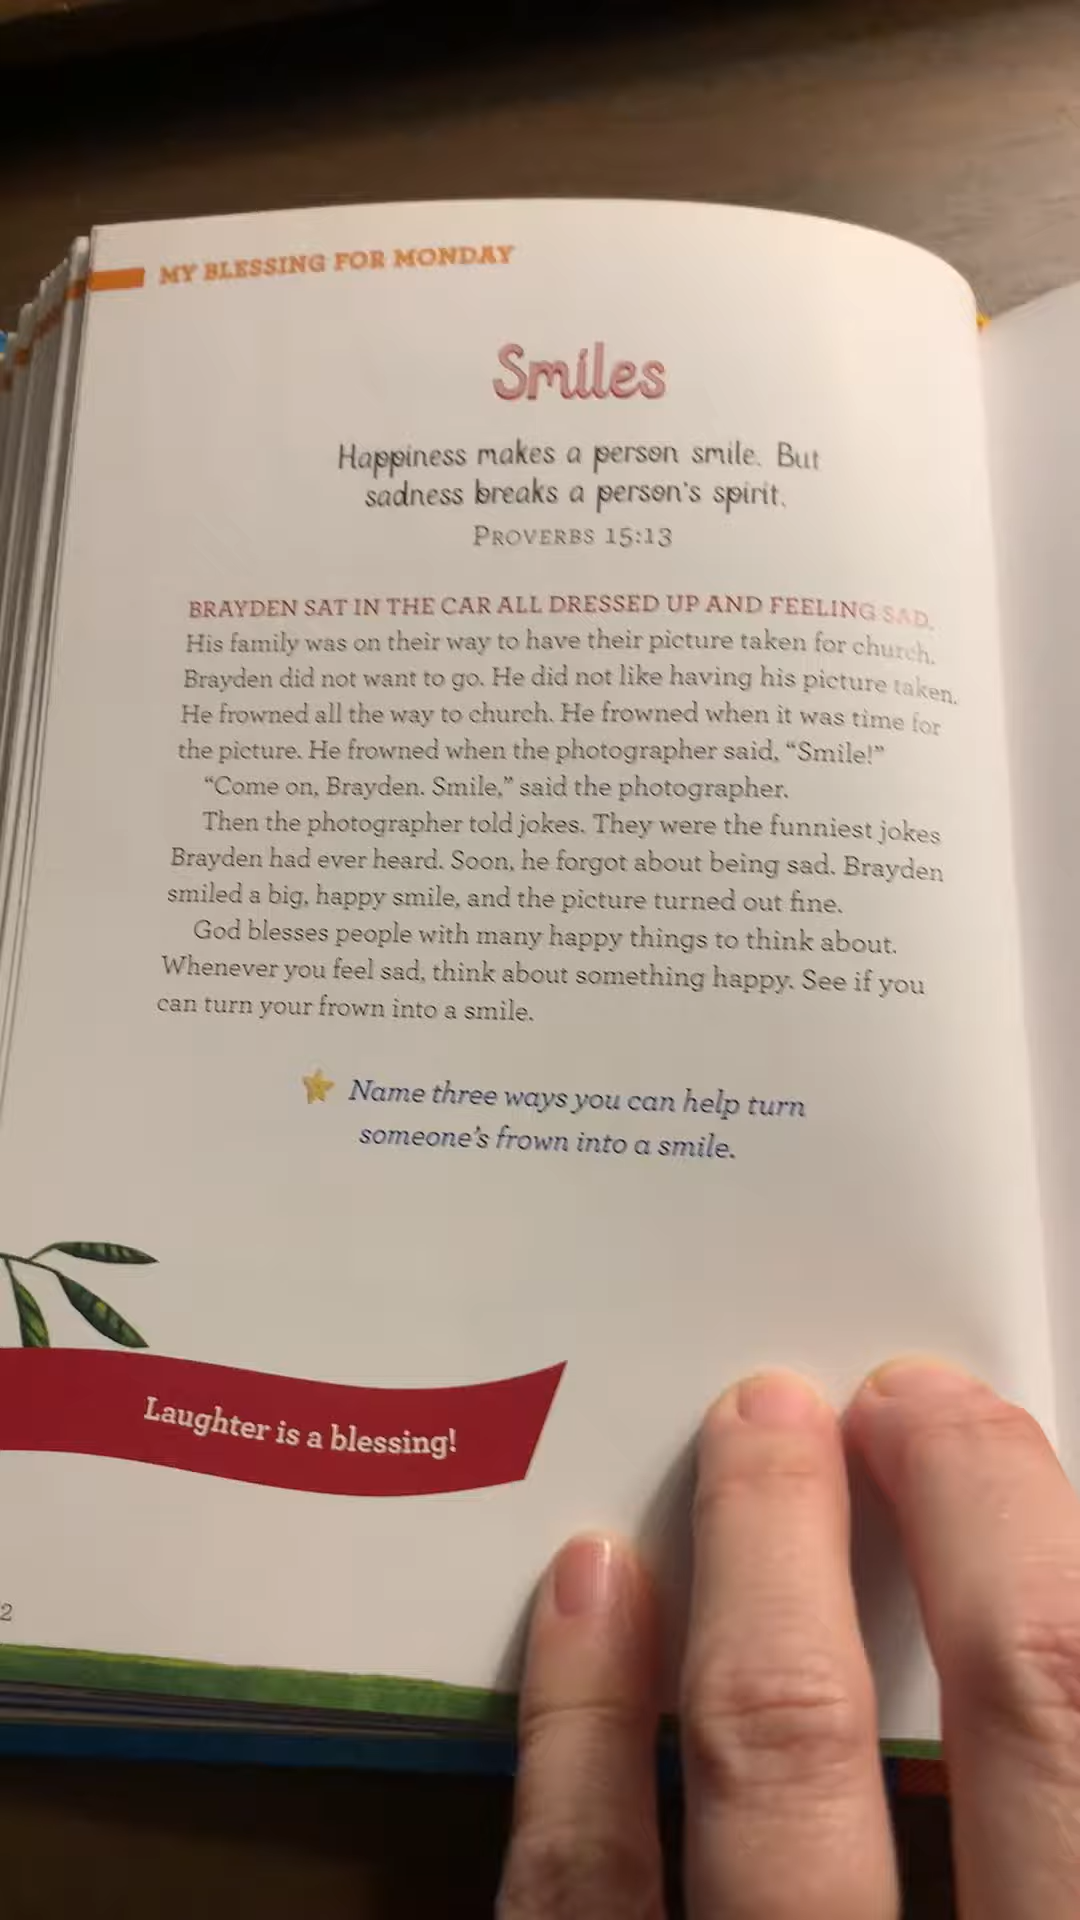 MY BLESSING FOR MONDAY
Smiles
Happiness makes a person smile. But
sadness breaks a person's spirit.
PROVERBS 15:13
BRAYDEN SAT IN THE CAR ALL DRESSED UP AND FEELING SAD.
His family was on their way to have their picture taken for church.
Brayden did not want to go. He did not like having his picture taken.
He frowned all the way to church. He frowned when it was time for
the picture. He frowned when the photographer said, “Smile!”
“Come on, Brayden. Smile,” said the photographer.
Then the photographer told jokes. They were the funniest jokes
Brayden had ever heard. Soon, he forgot about being sad. Brayden
smiled a big, happy smile, and the picture turned out fine.
God blesses people with many happy things to think about.
Whenever you feel sad, think about something happy. See if you
can turn your frown into a smile.
Name three ways you can help turn
someone's frown into a smile.
Laughter is a blessing!
2